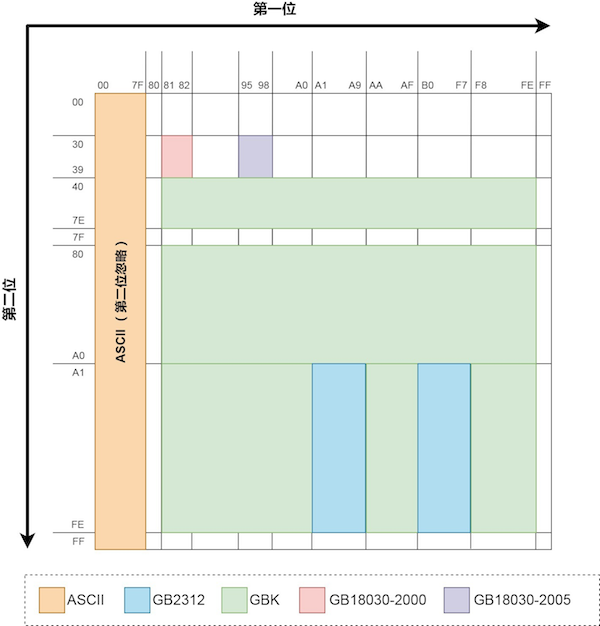 第一位
00 7F 80 81 82 95 98 A0 A1 A9 AA AF B0 F7 F8 FE FF
00
30
39
40
7E
7F
80
A0
A1
FE
FF
第二位
ASCII（第二位忽略）
ASCII GB2312 GBK GB18030-2000 GB18030-2005